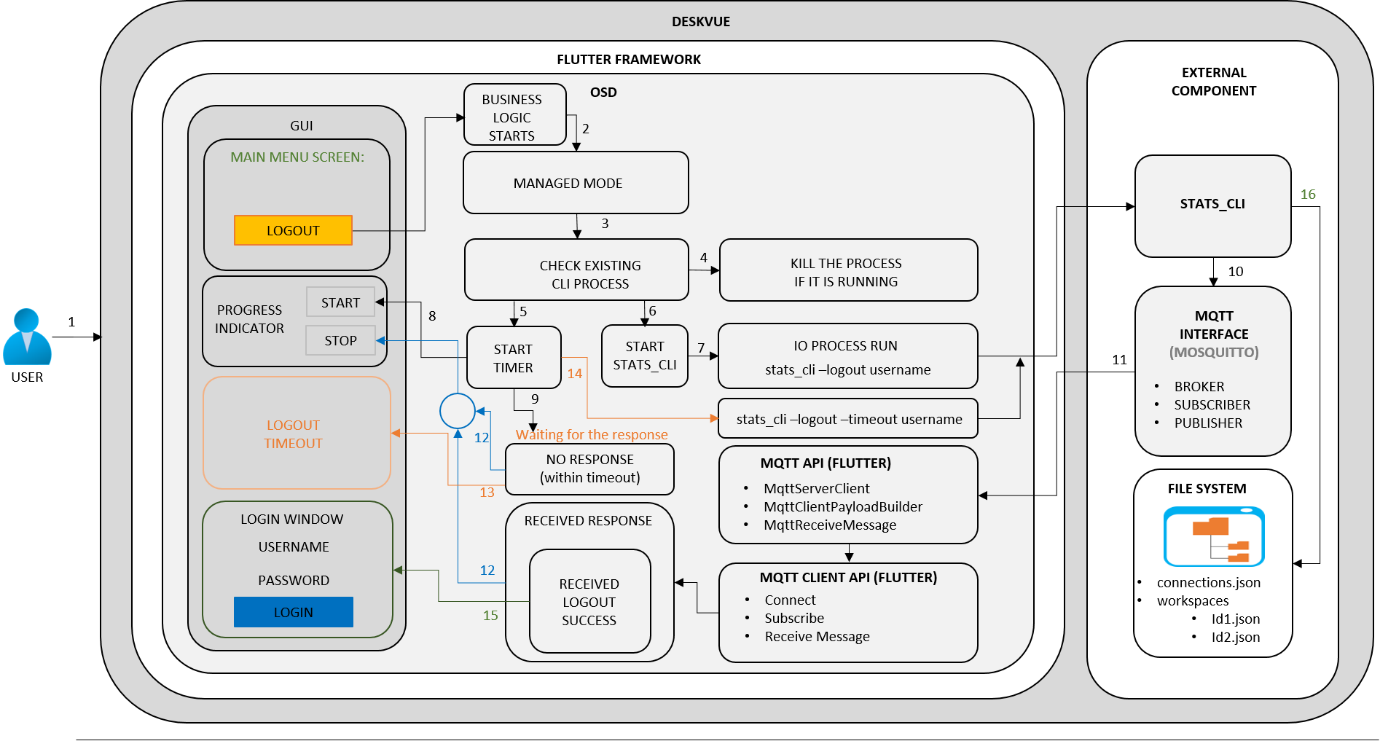 DESKVUE
FLUTTER FRAMEWORK
OSD
GUI
MAIN MENU SCREEN:
LOGOUT
PROGRESS
INDICATOR
START
STOP
LOGOUT
TIMEOUT
LOGIN WINDOW
USERNAME
PASSWORD
LOGIN
1
USER
BUSINESS
LOGIC
STARTS
2
MANAGED MODE
3
CHECK EXISTING
CLI PROCESS
4
KILL THE PROCESS
IF IT IS RUNNING
5
6
8
START
TIMER
START
STATS_CLI
7
IO PROCESS RUN
stats_cli –logout username
14
9
stats_cli –logout –timeout username
12
Waiting for the response
NO RESPONSE
(within timeout)
13
RECEIVED RESPONSE
RECEIVED
LOGOUT
SUCCESS
12
15
MQTT API (FLUTTER)
• MqttServerClient
• MqttClientPayloadBuilder
• MqttReceiveMessage
MQTT CLIENT API (FLUTTER)
• Connect
• Subscribe
• Receive Message
EXTERNAL
COMPONENT
STATS_CLI
16
10
11
MQTT
INTERFACE
(MOSQUITTO)
• BROKER
• SUBSCRIBER
• PUBLISHER
FILE SYSTEM
• connections.json
• workspaces
• Id1.json
• Id2.json